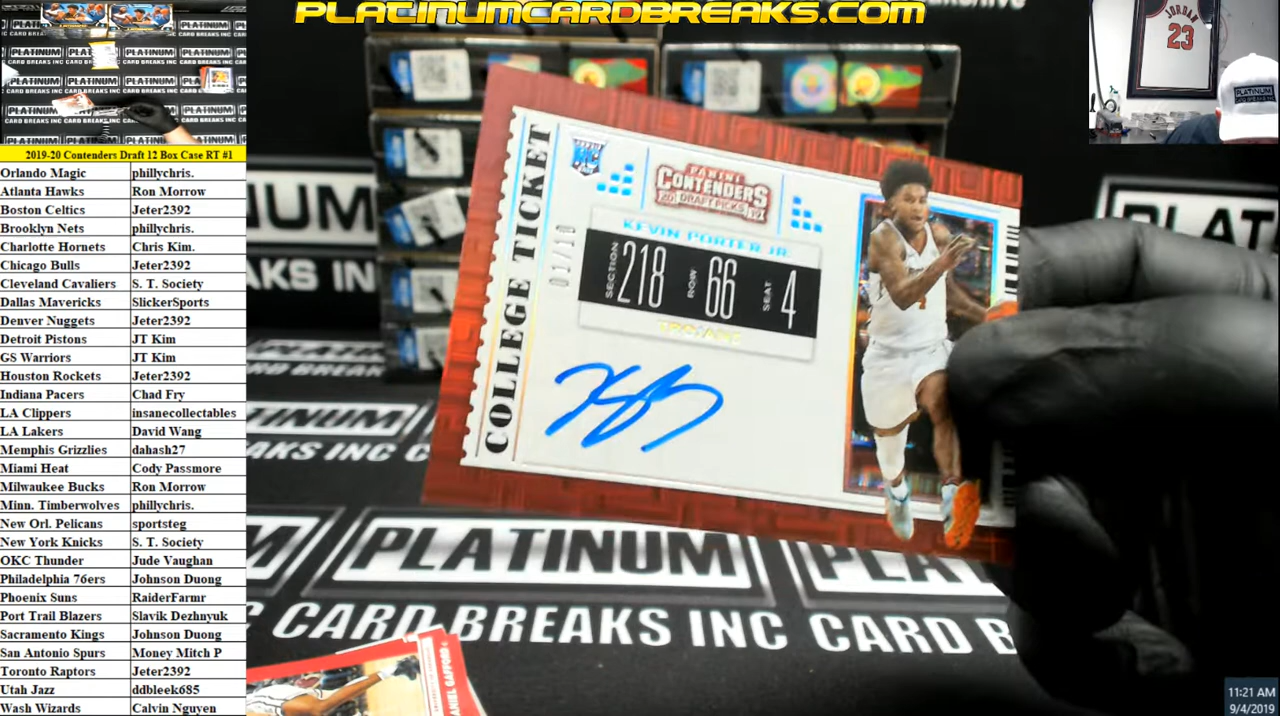 PLATINUMCARDBREAKS.COM
2019-20 Contenders Draft 12 Box Case RT #1
Orlando Magic phillychris.
Atlanta Hawks Ron Morrow
Boston Celtics Jeter2392
Brooklyn Nets phillychris.
Charlotte Hornets Chris Kim.
Chicago Bulls Jeter2392
Cleveland Cavaliers S. T. Society
Dallas Mavericks SlickerSports
Denver Nuggets Jeter2392
Detroit Pistons JT Kim
GS Warriors JT Kim
Houston Rockets Jeter2392
Indiana Pacers Chad Fry
LA Clippers insanecollectables
LA Lakers David Wang
Memphis Grizzlies dahash27
Miami Heat Cody Passmore
Milwaukee Bucks Ron Morrow
Minn. Timberwolves phillychris.
New Orl. Pelicans sportsteg
New York Knicks S. T. Society
OKC Thunder Jude Vaughan
Philadelphia 76ers Johnson Duong
Phoenix Suns RaiderFarmr
Port Trail Blazers Slavik Dezhnyuk
Sacramento Kings Johnson Duong
San Antonio Spurs Money Mitch P
Toronto Raptors Jeter2392
Utah Jazz ddbleek685
Wash Wizards Calvin Nguyen
COLLEGE TICKET
01/10
PANINI
CONTENDERS
DRAFT PICKS
KEVIN PORTER JR.
SECTION 218 ROW 66 SEAT 4
TROJANS
PLATINUM
CARD BREAKS INC CARD B
DANIEL GAFFORD
JORDAN
23
PLATINUM
11:21 AM
9/4/2019